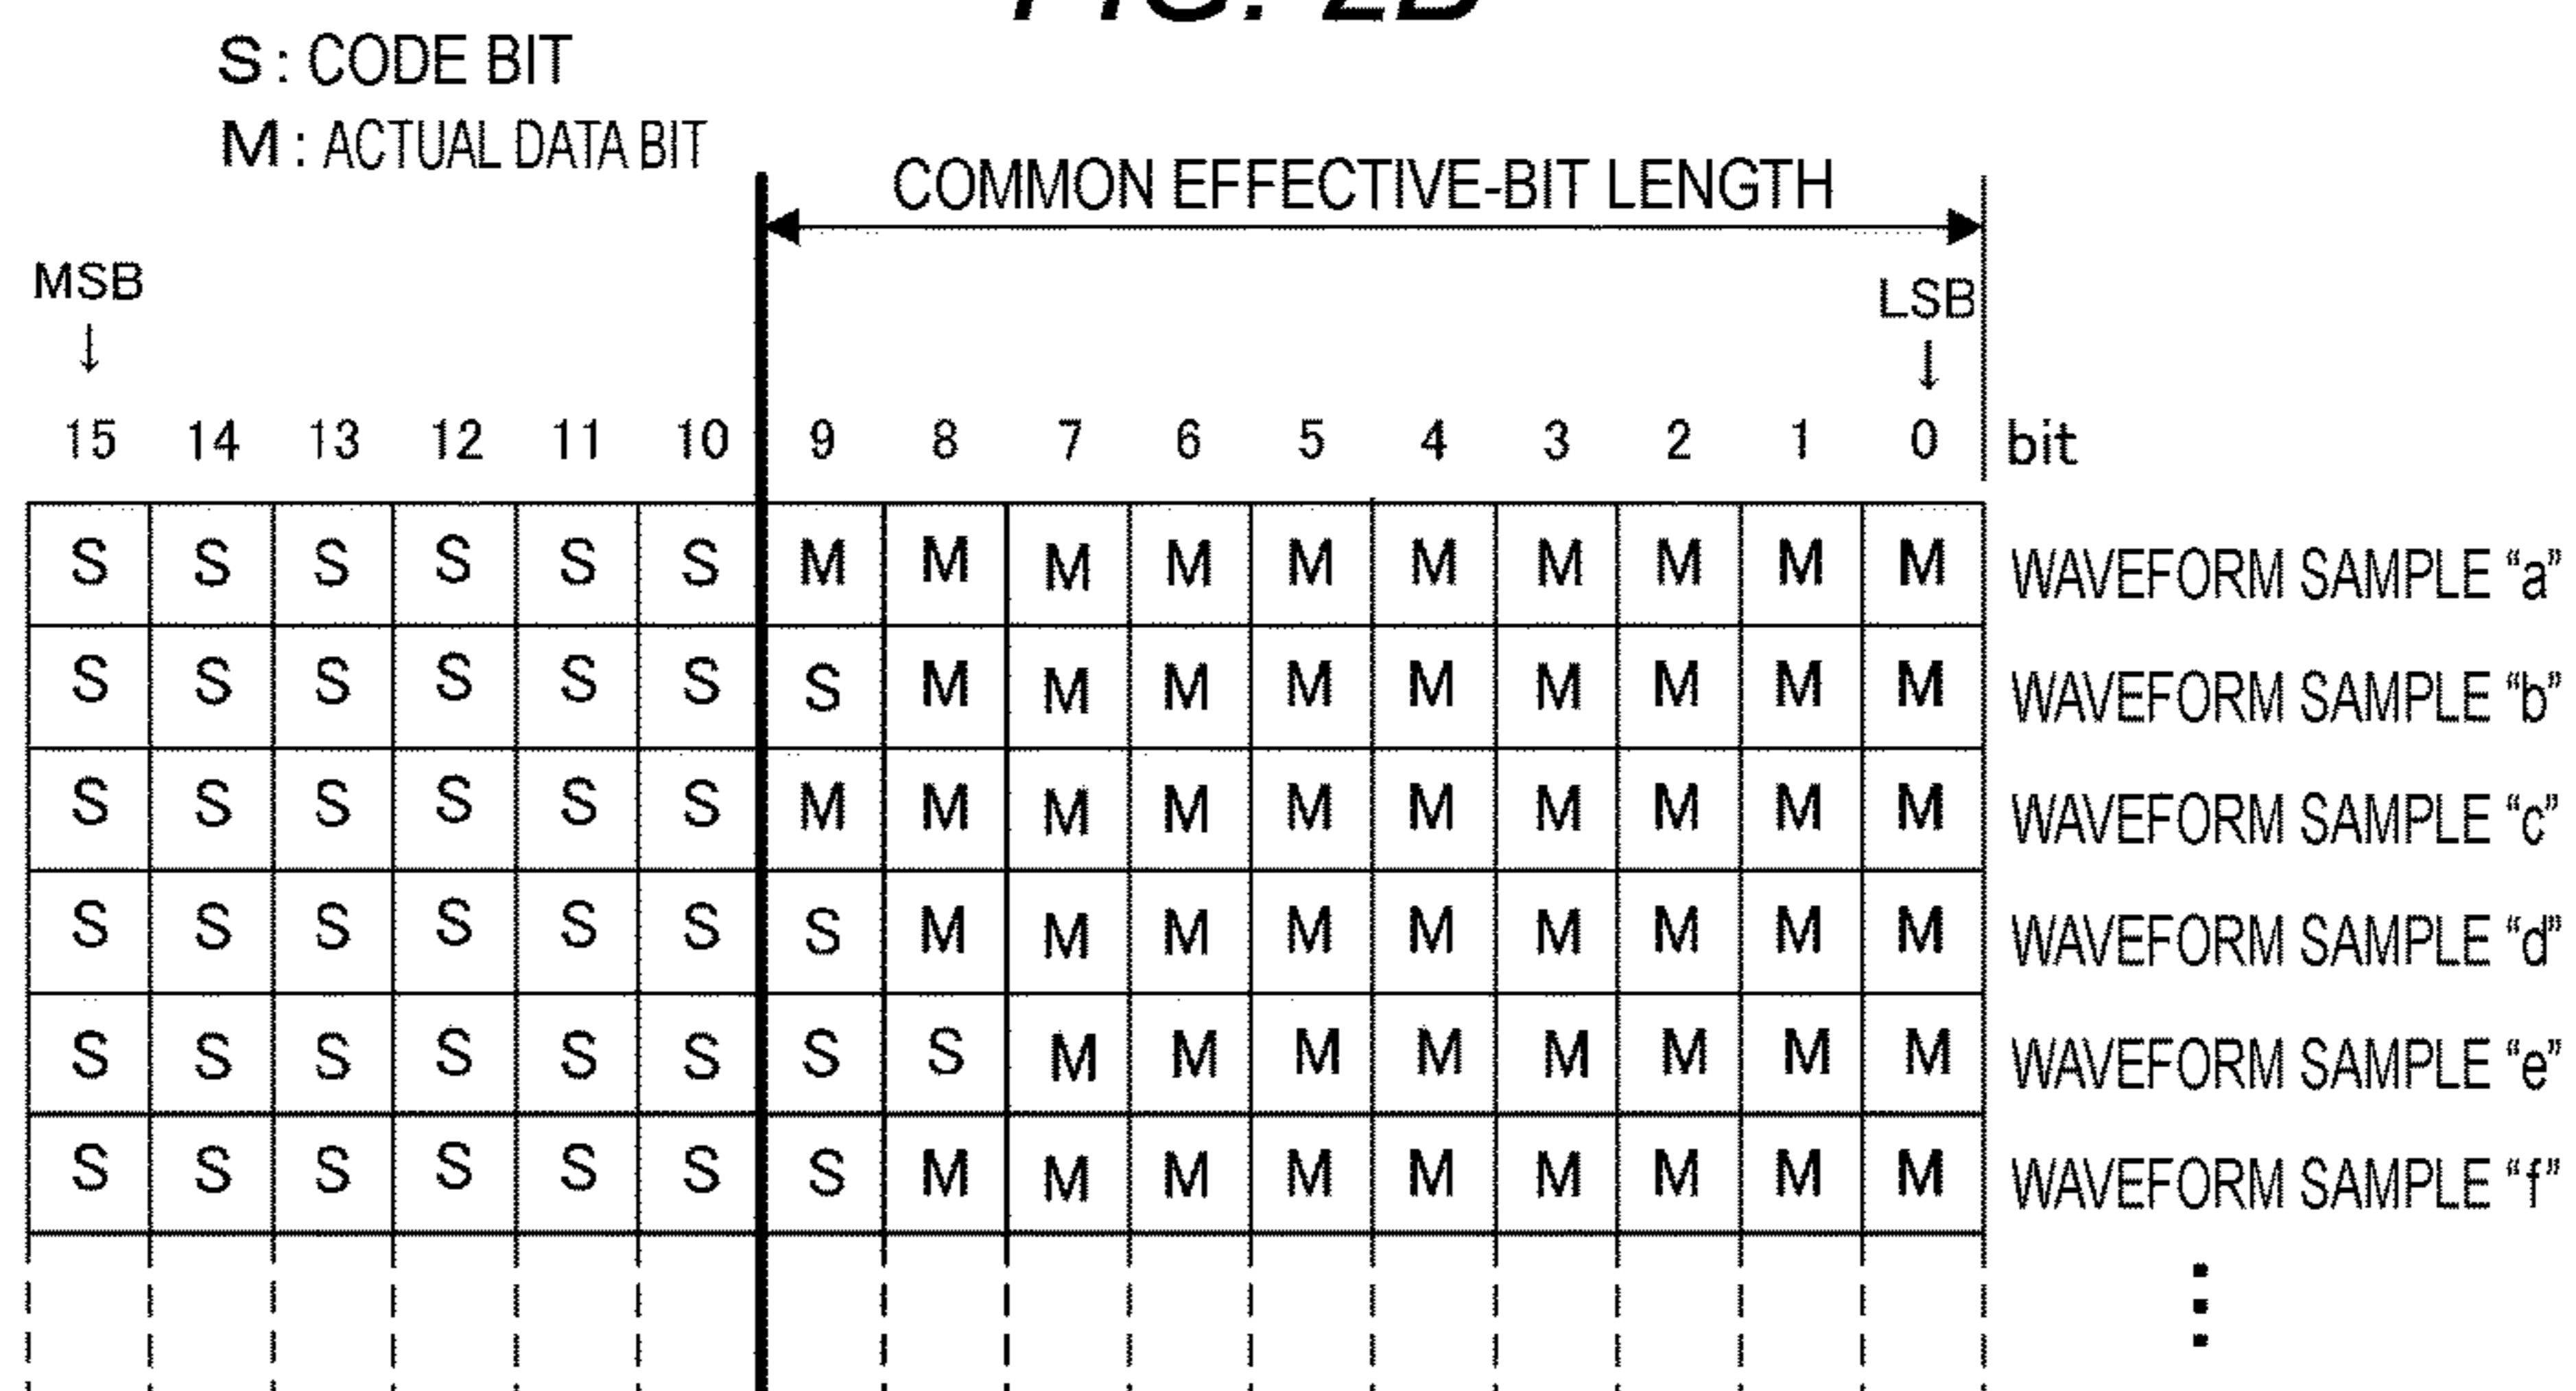 FIG. 2B
S : CODE BIT
M : ACTUAL DATA BIT
COMMON EFFECTIVE-BIT LENGTH
MSB
LSB
↓
↓
15 14 13 12 11 10 9 8 7 6 5 4 3 2 1 0 bit
S S S S S S M M M M M M M M M M WAVEFORM SAMPLE “a”
S S S S S S S M M M M M M M M M WAVEFORM SAMPLE “b”
S S S S S S M M M M M M M M M M WAVEFORM SAMPLE “c”
S S S S S S S M M M M M M M M M WAVEFORM SAMPLE “d”
S S S S S S S S M M M M M M M M WAVEFORM SAMPLE “e”
S S S S S S S M M M M M M M M M WAVEFORM SAMPLE “f”